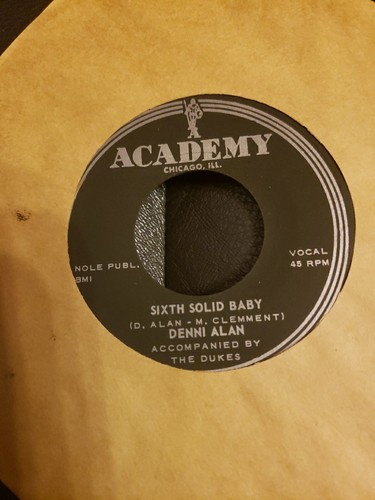 ACADEMY
CHICAGO, ILL.
NOLE PUBL.
BMI
VOCAL
45 RPM
SIXTH SOLID BABY
(D. ALAN - M. CLEMMENT)
DENNI ALAN
ACCOMPANIED BY
THE DUKES